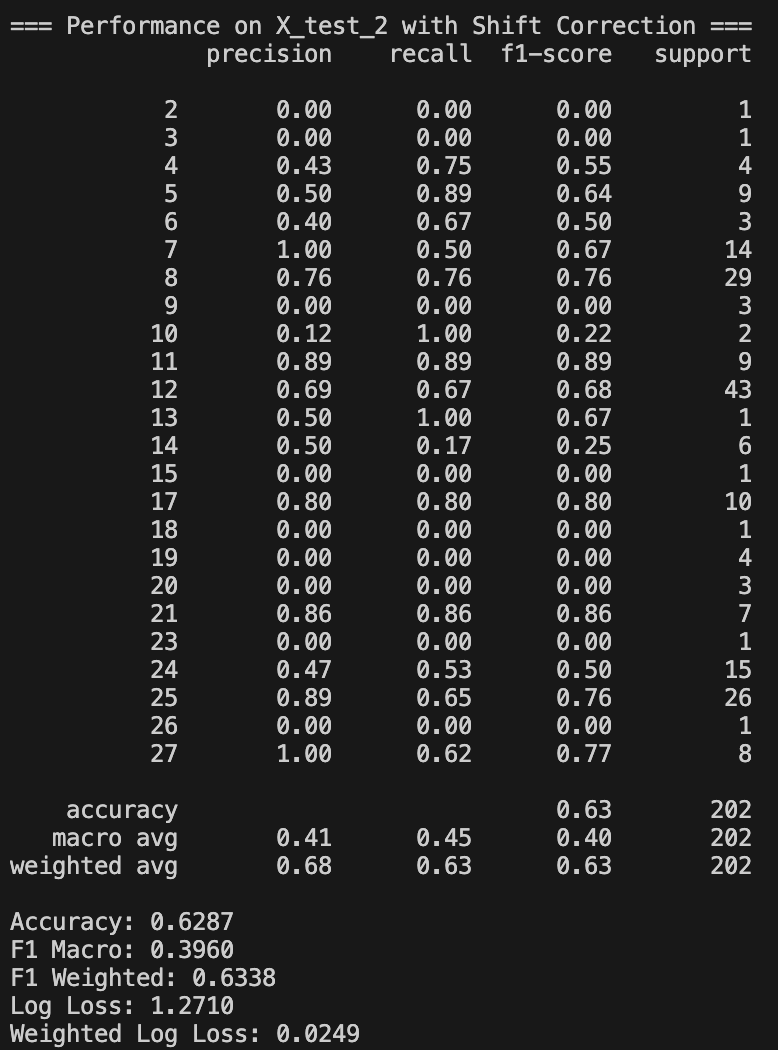 === Performance on X_test_2 with Shift Correction ===
precision recall f1-score support
2 0.00 0.00 0.00 1
3 0.00 0.00 0.00 1
4 0.43 0.75 0.55 4
5 0.50 0.89 0.64 9
6 0.40 0.67 0.50 3
7 1.00 0.50 0.67 14
8 0.76 0.76 0.76 29
9 0.00 0.00 0.00 3
10 0.12 1.00 0.22 2
11 0.89 0.89 0.89 9
12 0.69 0.67 0.68 43
13 0.50 1.00 0.67 1
14 0.50 0.17 0.25 6
15 0.00 0.00 0.00 1
17 0.80 0.80 0.80 10
18 0.00 0.00 0.00 1
19 0.00 0.00 0.00 4
20 0.00 0.00 0.00 3
21 0.86 0.86 0.86 7
23 0.00 0.00 0.00 1
24 0.47 0.53 0.50 15
25 0.89 0.65 0.76 26
26 0.00 0.00 0.00 1
27 1.00 0.62 0.77 8
accuracy 0.63 202
macro avg 0.41 0.45 0.40 202
weighted avg 0.68 0.63 0.63 202
Accuracy: 0.6287
F1 Macro: 0.3960
F1 Weighted: 0.6338
Log Loss: 1.2710
Weighted Log Loss: 0.0249